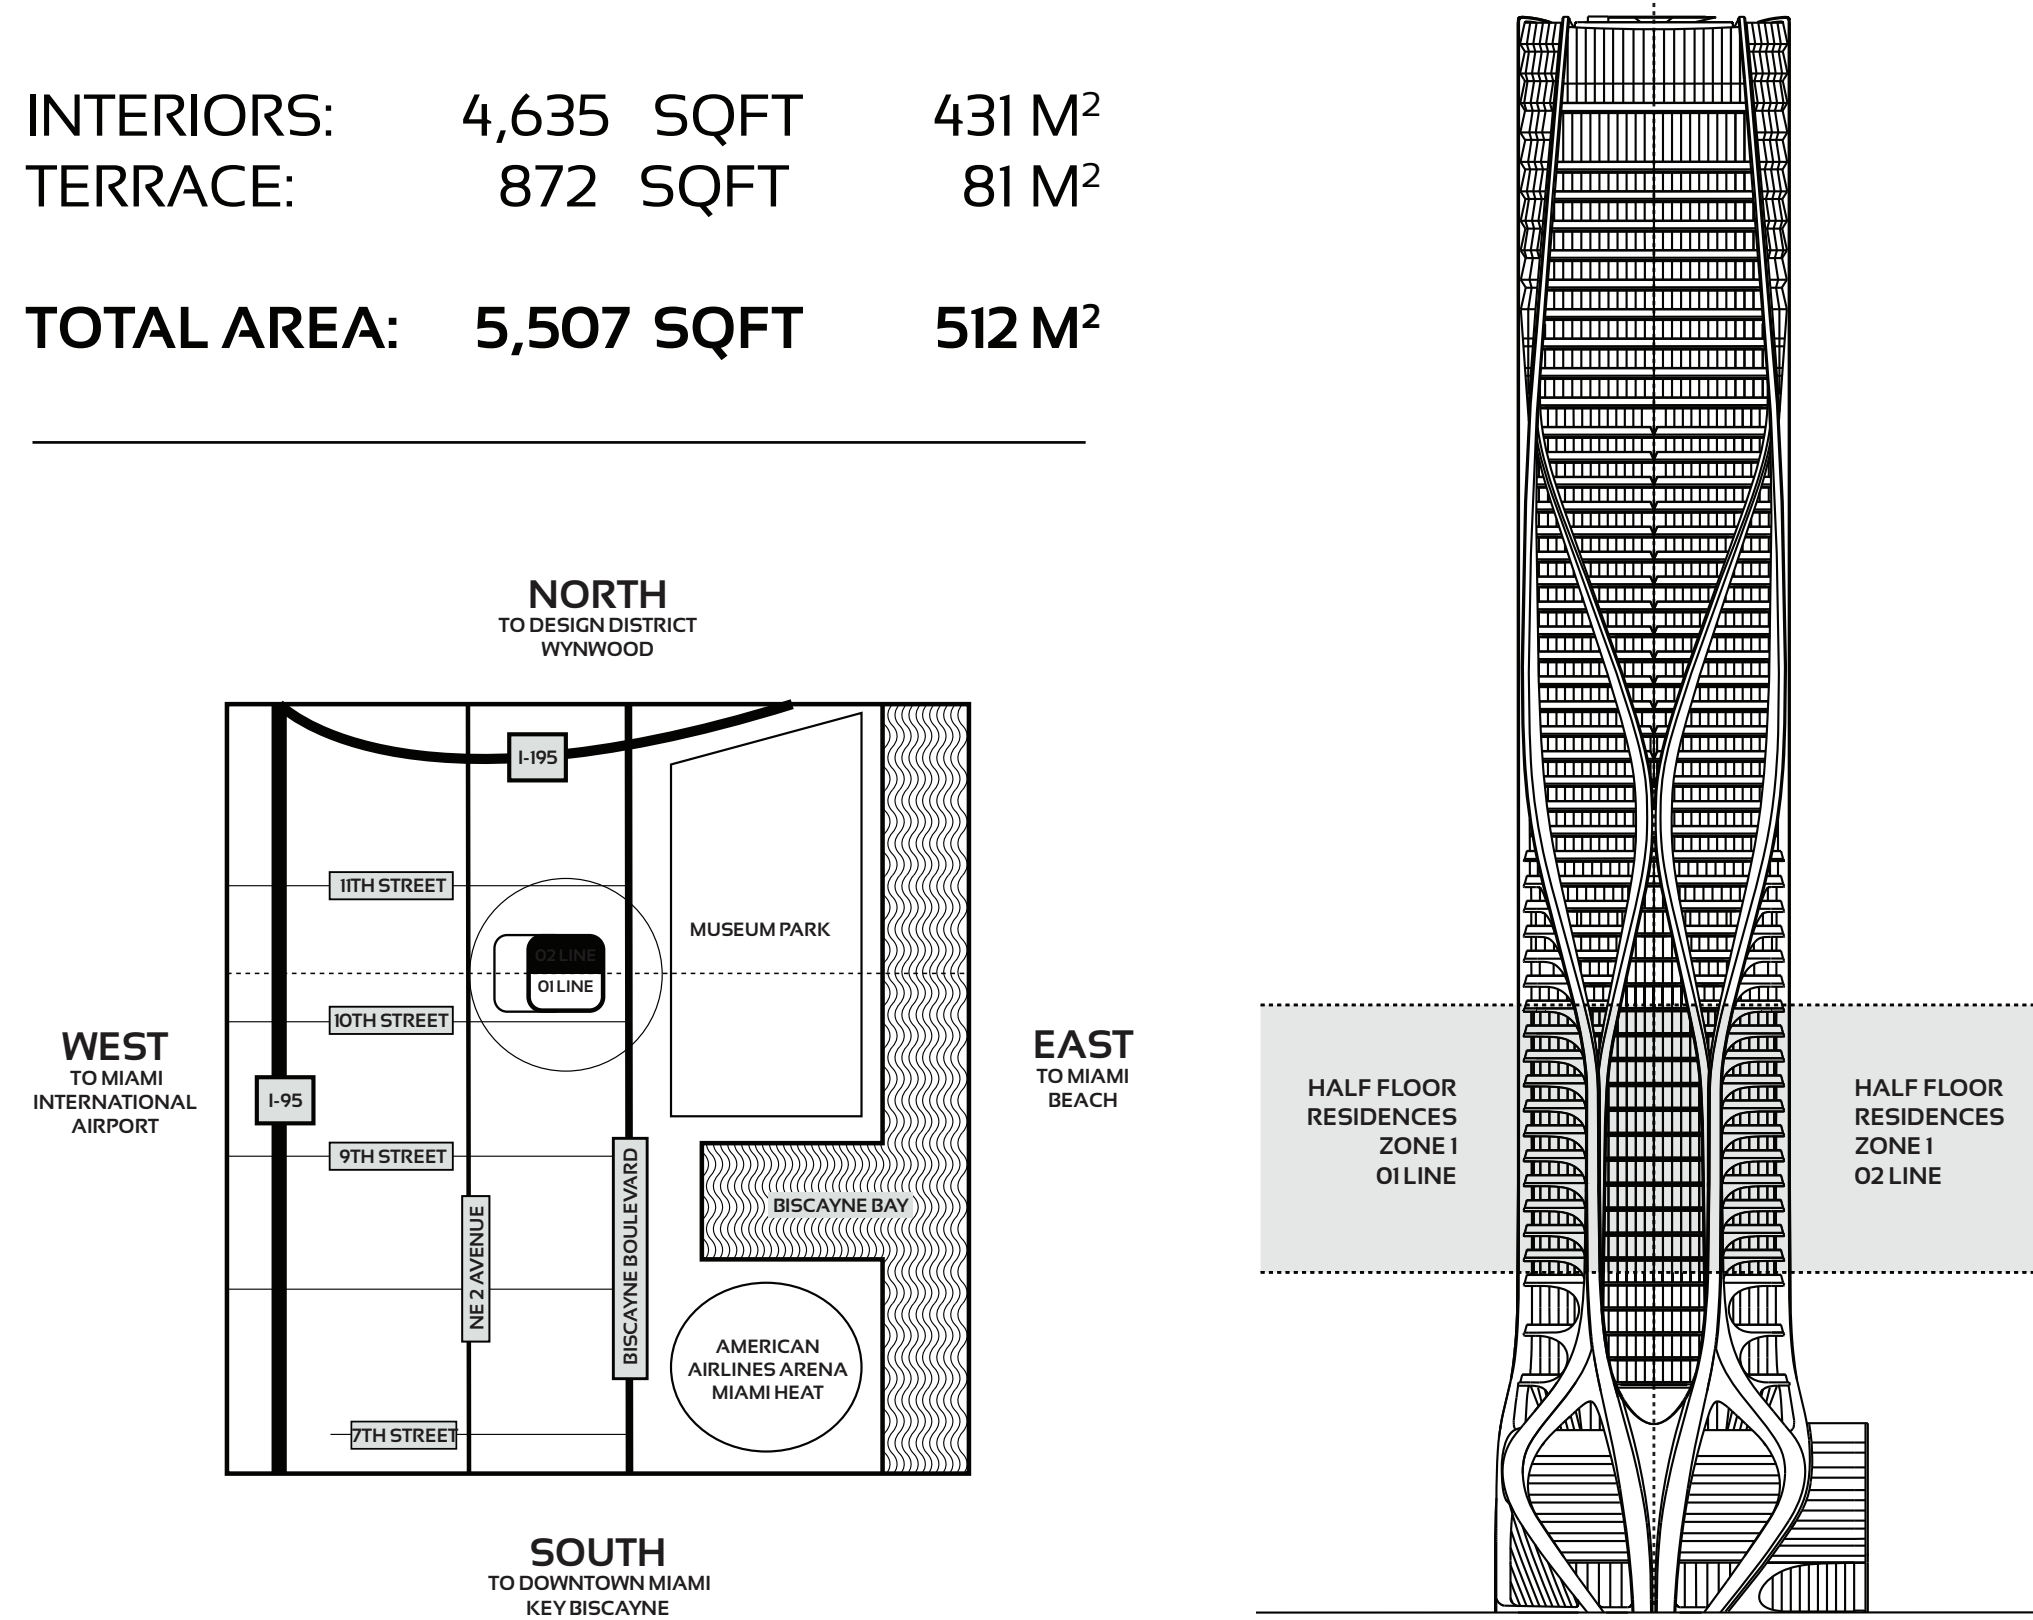 INTERIORS: 4,635 SQFT 431 M²
TERRACE: 872 SQFT 81 M²
TOTAL AREA: 5,507 SQFT 512 M²
NORTH
TO DESIGN DISTRICT
WYNWOOD
I-195
11TH STREET
MUSEUM PARK
02 LINE
01 LINE
10TH STREET
WEST
TO MIAMI
INTERNATIONAL
AIRPORT
I-95
EAST
TO MIAMI
BEACH
9TH STREET
BISCAYNE BAY
NE 2 AVENUE
BISCAYNE BOULEVARD
AMERICAN
AIRLINES ARENA
MIAMI HEAT
7TH STREET
SOUTH
TO DOWNTOWN MIAMI
KEY BISCAYNE
HALF FLOOR
RESIDENCES
ZONE 1
01 LINE
HALF FLOOR
RESIDENCES
ZONE 1
02 LINE